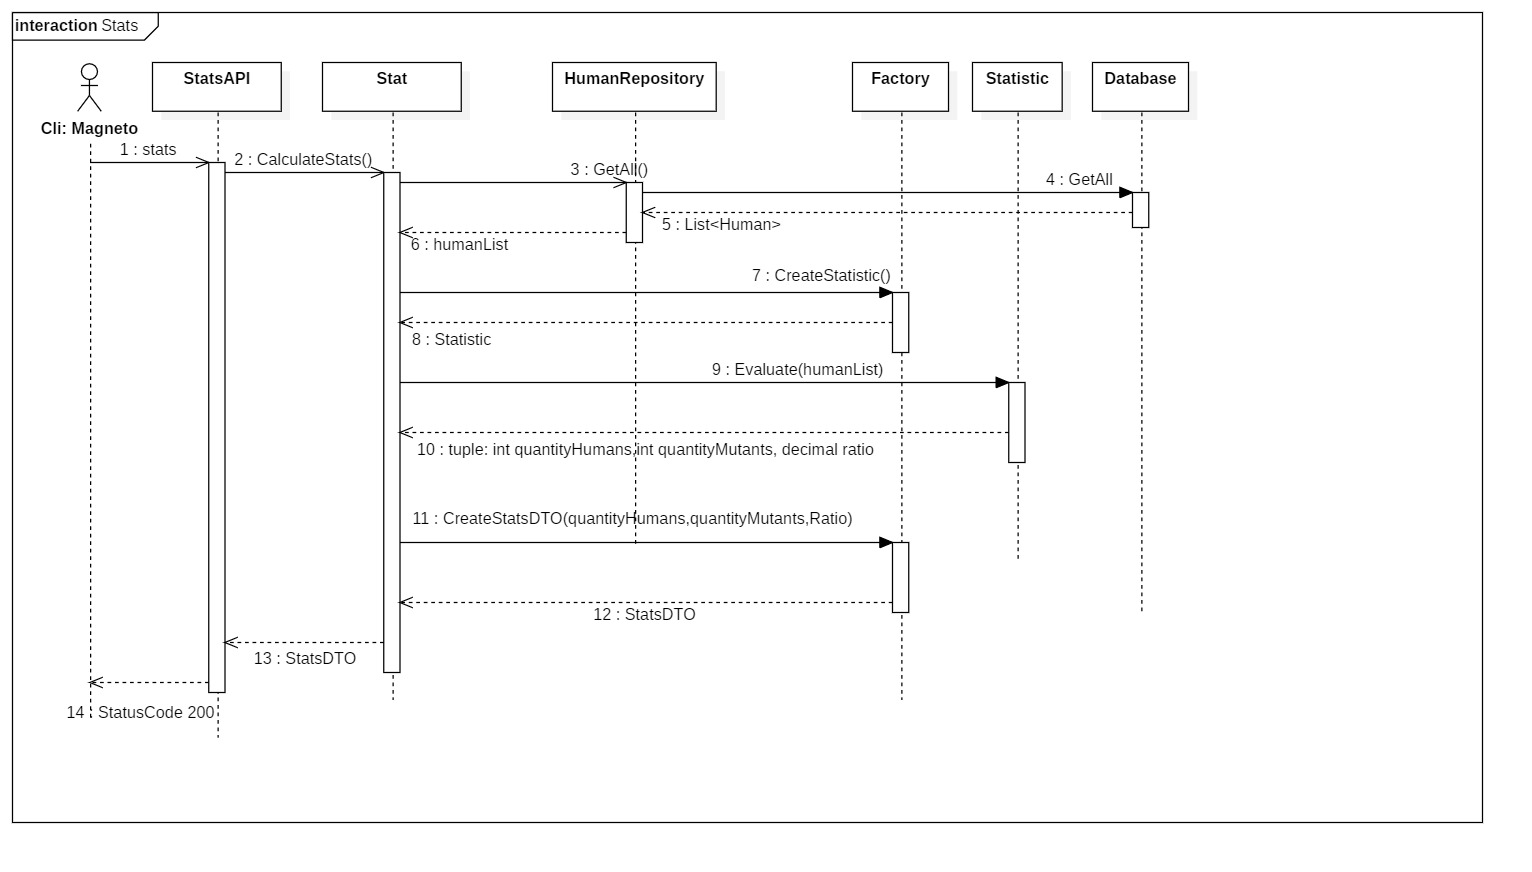 interaction Stats
StatsAPI
Stat
HumanRepository
Factory
Statistic
Database
Cli: Magneto
1 : stats
2 : CalculateStats()
3 : GetAll()
4 : GetAll
5 : List<Human>
6 : humanList
7 : CreateStatistic()
8 : Statistic
9 : Evaluate(humanList)
10 : tuple: int quantityHumans,int quantityMutants, decimal ratio
11 : CreateStatsDTO(quantityHumans,quantityMutants,Ratio)
12 : StatsDTO
13 : StatsDTO
14 : StatusCode 200